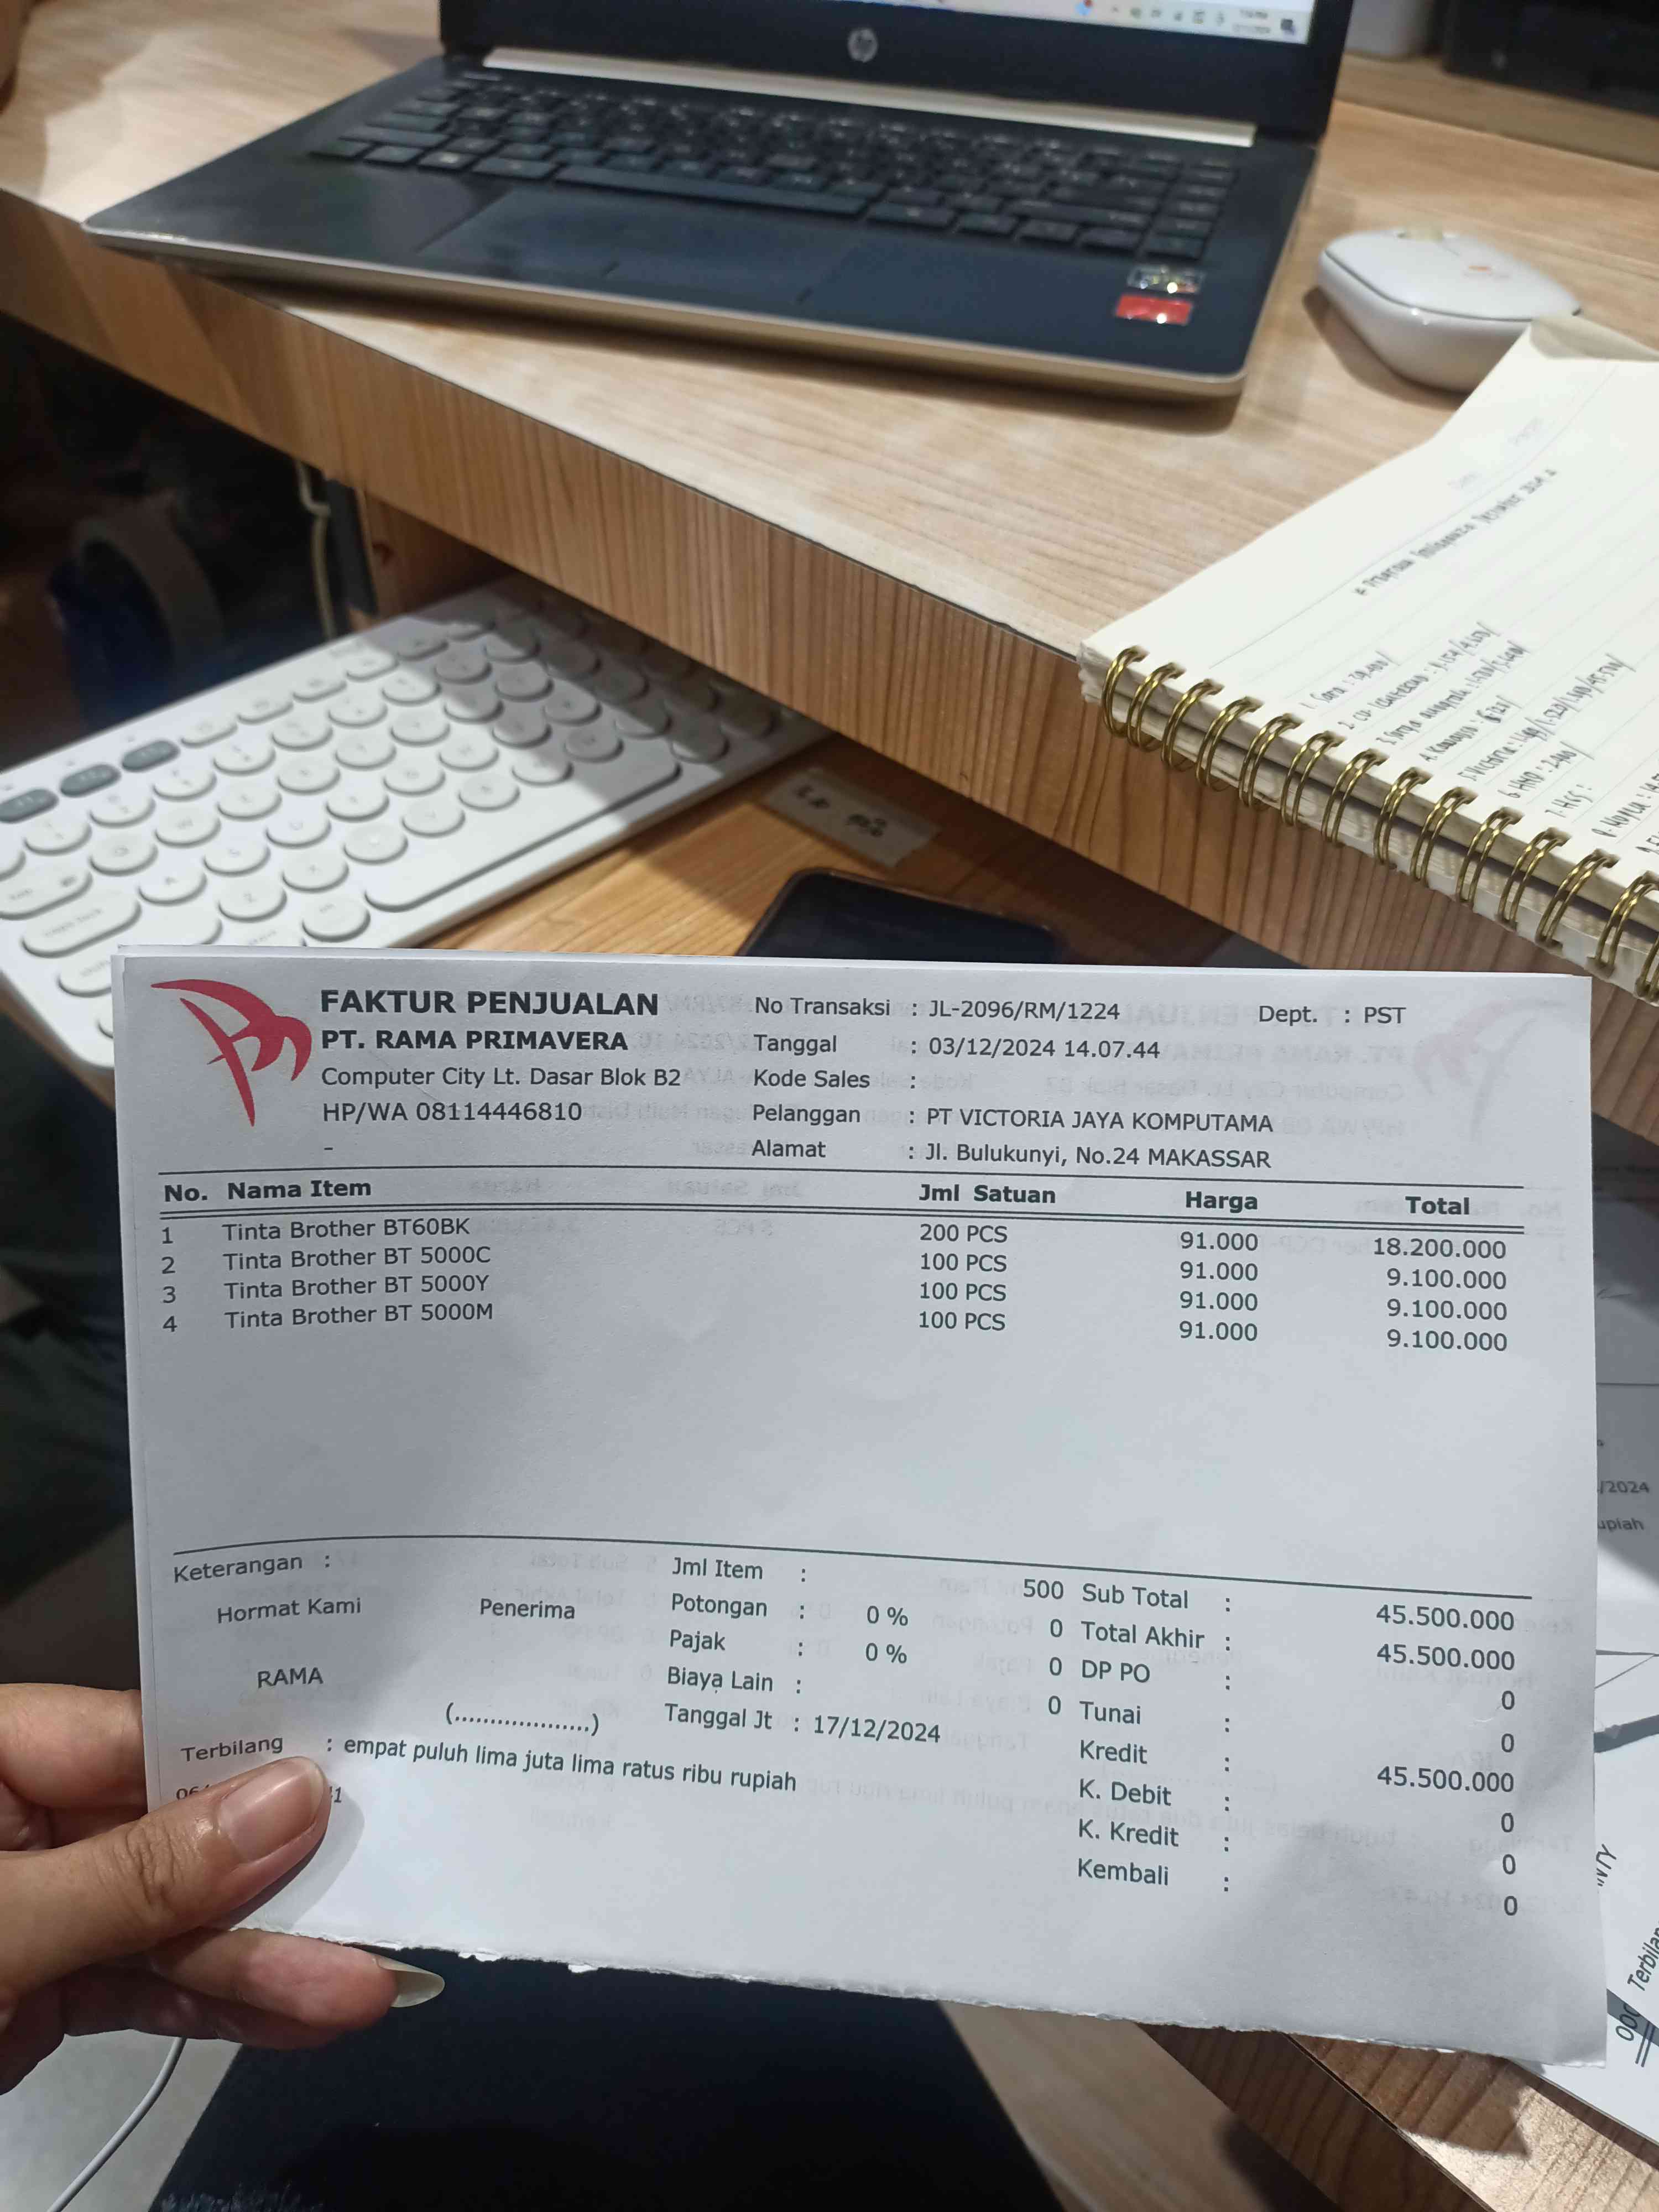 hp
FAKTUR PENJUALAN
PT. RAMA PRIMAVERA
Computer City Lt. Dasar Blok B2
HP/WA 08114446810
-
No Transaksi : JL-2096/RM/1224
Dept. : PST
Tanggal : 03/12/2024 14.07.44
Kode Sales :
Pelanggan : PT VICTORIA JAYA KOMPUTAMA
Alamat : Jl. Bulukunyi, No.24 MAKASSAR
No. Nama Item Jml Satuan Harga Total
1 Tinta Brother BT60BK 200 PCS 91.000 18.200.000
2 Tinta Brother BT 5000C 100 PCS 91.000 9.100.000
3 Tinta Brother BT 5000Y 100 PCS 91.000 9.100.000
4 Tinta Brother BT 5000M 100 PCS 91.000 9.100.000
Keterangan :
Hormat Kami Penerima
RAMA
(....................)
Jml Item : 500
Potongan : 0 % 0
Pajak : 0 % 0
Biaya Lain : 0
Tanggal Jt : 17/12/2024
Sub Total : 45.500.000
Total Akhir : 45.500.000
DP PO : 0
Tunai : 0
Kredit : 45.500.000
K. Debit : 0
K. Kredit : 0
Kembali : 0
Terbilang : empat puluh lima juta lima ratus ribu rupiah
/2024
upiah